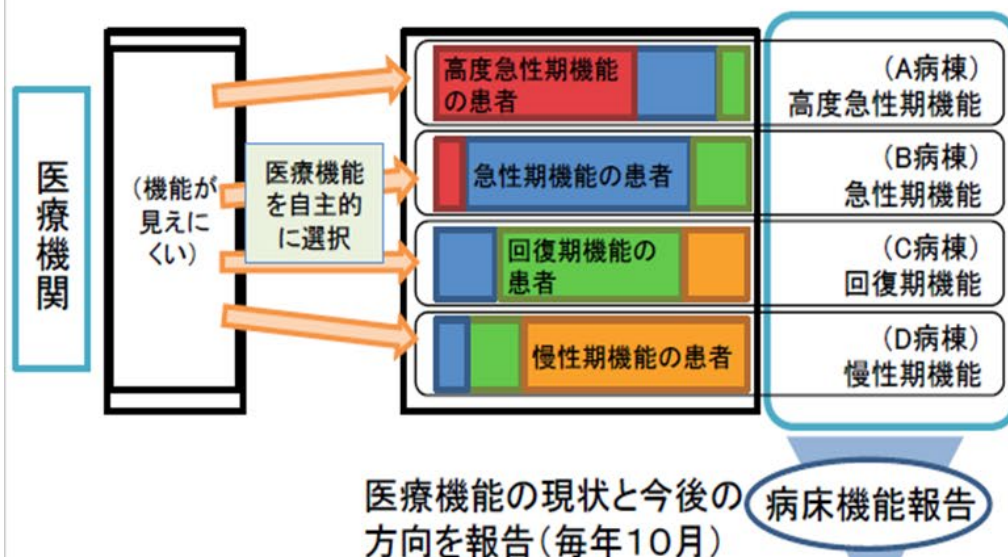 医療機関
(機能が
見えに
くい)
医療機能
を自主的
に選択
高度急性期機能
の患者
(A病棟)
高度急性期機能
急性期機能の患者
(B病棟)
急性期機能
回復期機能の
患者
(C病棟)
回復期機能
慢性期機能の患者
(D病棟)
慢性期機能
医療機能の現状と今後の
方向を報告(毎年10月)
病床機能報告